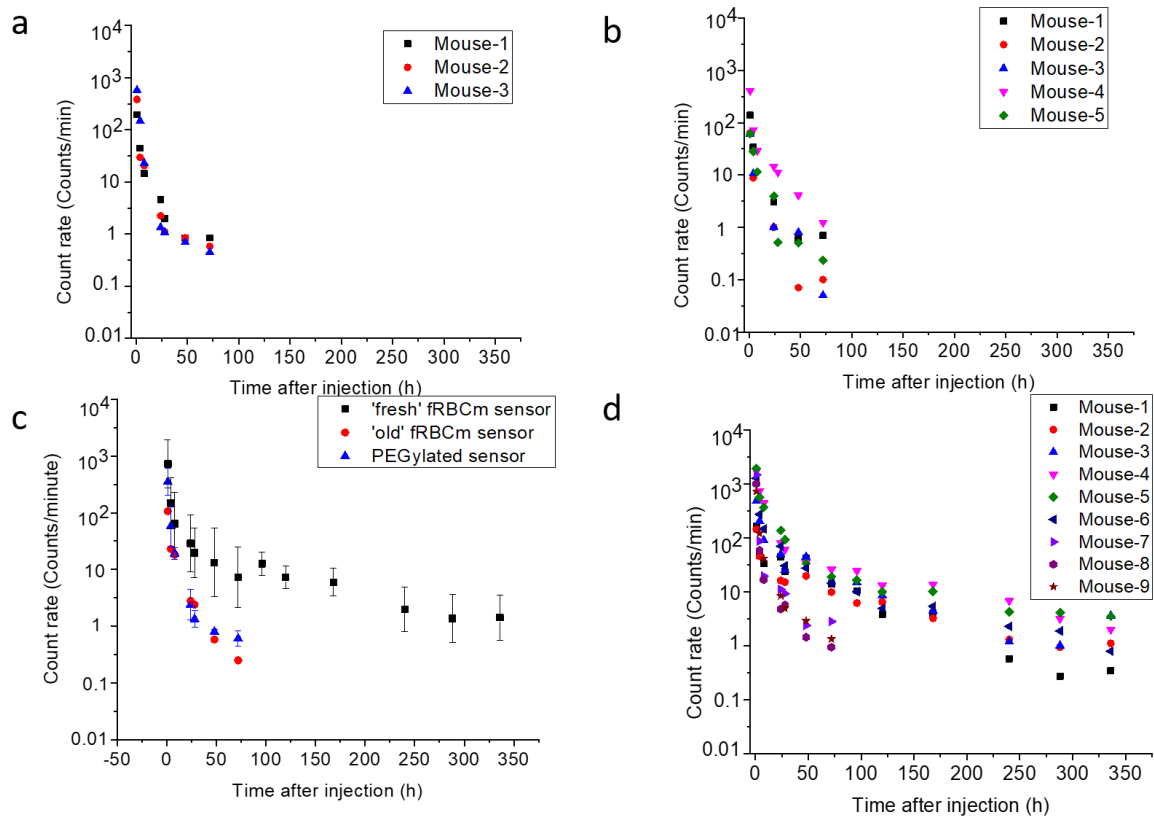 a
10⁴
10³
10²
10
1
0.1
0.01
Count rate (Counts/min)
0 50 100 150 200 250 300 350
Time after injection (h)
Mouse-1
Mouse-2
Mouse-3
b
10⁴
10³
10²
10
1
0.1
0.01
Count rate (Counts/min)
0 50 100 150 200 250 300 350
Time after injection (h)
Mouse-1
Mouse-2
Mouse-3
Mouse-4
Mouse-5
c
10⁴
10³
10²
10
1
0.1
0.01
Count rate (Counts/minute)
-50 0 50 100 150 200 250 300 350
Time after injection (h)
'fresh' fRBCm sensor
'old' fRBCm sensor
PEGylated sensor
d
10⁴
10³
10²
10
1
0.1
0.01
Count rate (Counts/min)
0 50 100 150 200 250 300 350
Time after injection (h)
Mouse-1
Mouse-2
Mouse-3
Mouse-4
Mouse-5
Mouse-6
Mouse-7
Mouse-8
Mouse-9